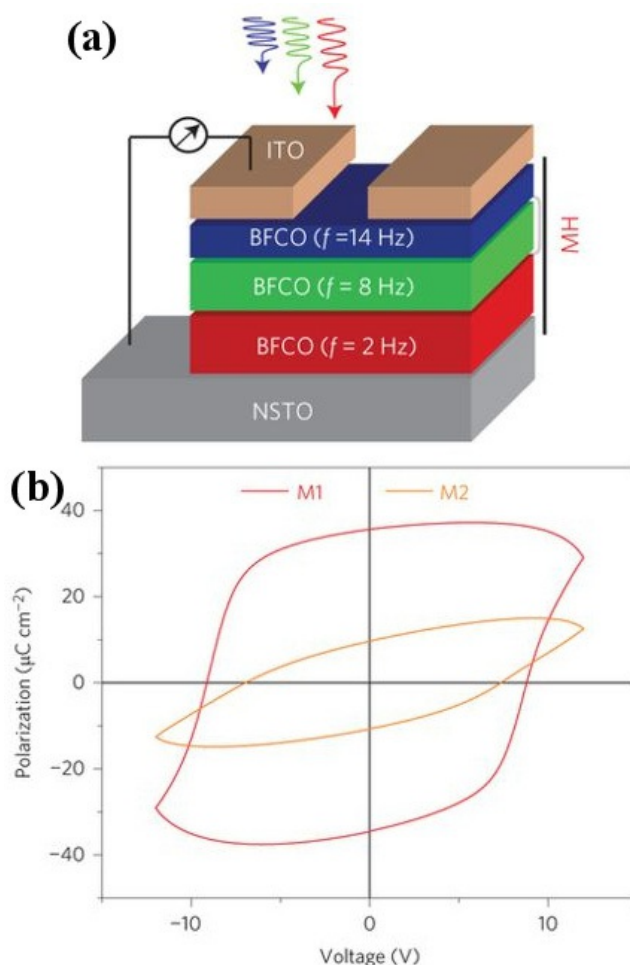 (a)
ITO
BFCO (f =14 Hz)
BFCO (f = 8 Hz)
BFCO (f = 2 Hz)
NSTO
MH
(b)
M1
M2
40
20
0
−20
−40
Polarization (μC cm⁻²)
−10
0
10
Voltage (V)